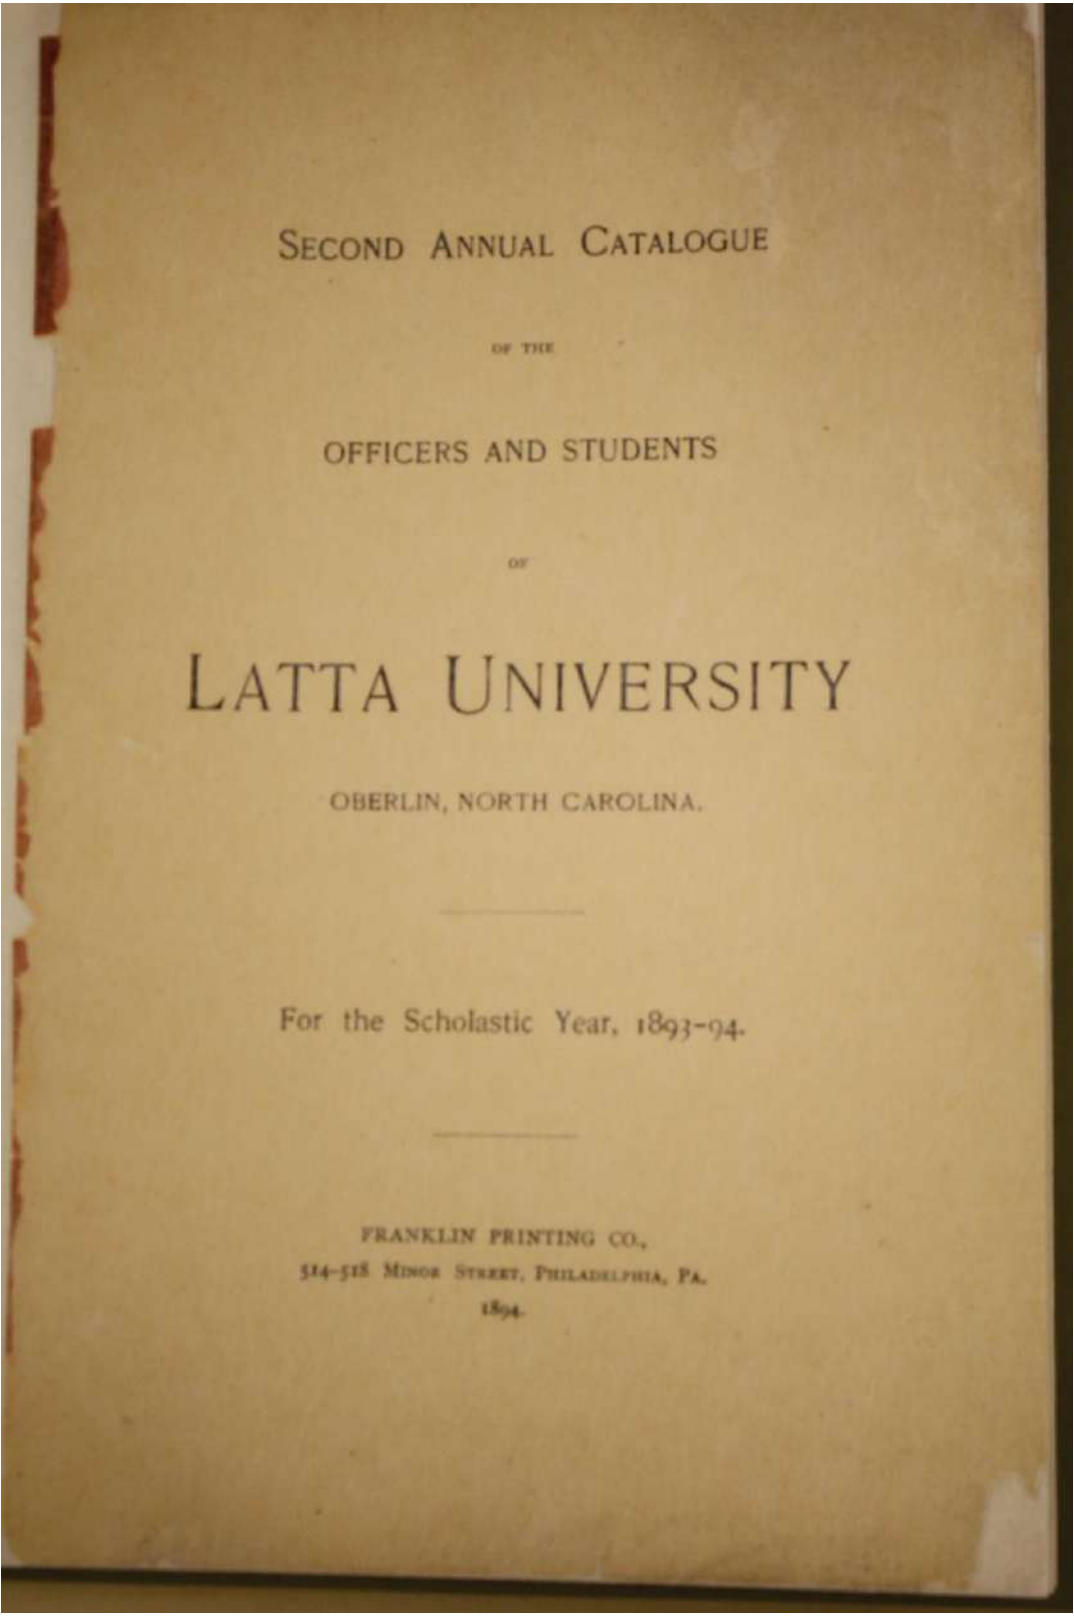 SECOND ANNUAL CATALOGUE
OF THE
OFFICERS AND STUDENTS
OF
LATTA UNIVERSITY
OBERLIN, NORTH CAROLINA.
For the Scholastic Year, 1893-94.
FRANKLIN PRINTING CO.,
514-518 MINOR STREET, PHILADELPHIA, PA.
1894.